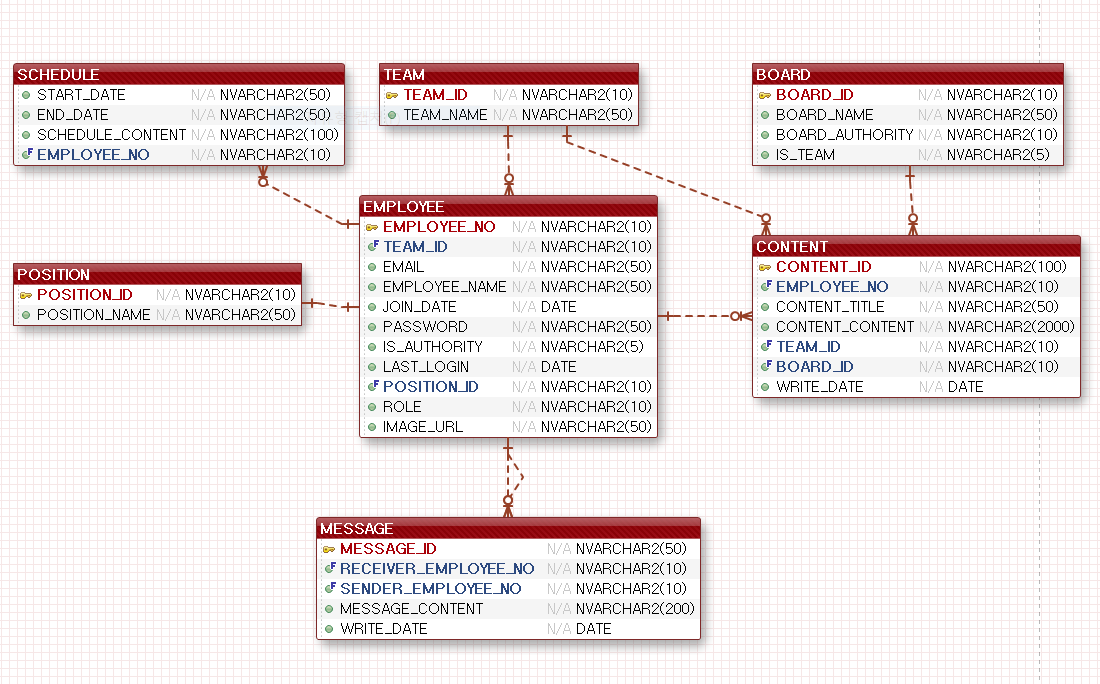 SCHEDULE
START_DATE N/A NVARCHAR2(50)
END_DATE N/A NVARCHAR2(50)
SCHEDULE_CONTENT N/A NVARCHAR2(100)
EMPLOYEE_NO N/A NVARCHAR2(10)
TEAM
TEAM_ID N/A NVARCHAR2(10)
TEAM_NAME N/A NVARCHAR2(50)
BOARD
BOARD_ID N/A NVARCHAR2(10)
BOARD_NAME N/A NVARCHAR2(50)
BOARD_AUTHORITY N/A NVARCHAR2(10)
IS_TEAM N/A NVARCHAR2(5)
POSITION
POSITION_ID N/A NVARCHAR2(10)
POSITION_NAME N/A NVARCHAR2(50)
EMPLOYEE
EMPLOYEE_NO N/A NVARCHAR2(10)
TEAM_ID N/A NVARCHAR2(10)
EMAIL N/A NVARCHAR2(50)
EMPLOYEE_NAME N/A NVARCHAR2(50)
JOIN_DATE N/A DATE
PASSWORD N/A NVARCHAR2(50)
IS_AUTHORITY N/A NVARCHAR2(5)
LAST_LOGIN N/A DATE
POSITION_ID N/A NVARCHAR2(10)
ROLE N/A NVARCHAR2(10)
IMAGE_URL N/A NVARCHAR2(50)
CONTENT
CONTENT_ID N/A NVARCHAR2(100)
EMPLOYEE_NO N/A NVARCHAR2(10)
CONTENT_TITLE N/A NVARCHAR2(50)
CONTENT_CONTENT N/A NVARCHAR2(2000)
TEAM_ID N/A NVARCHAR2(10)
BOARD_ID N/A NVARCHAR2(10)
WRITE_DATE N/A DATE
MESSAGE
MESSAGE_ID N/A NVARCHAR2(50)
RECEIVER_EMPLOYEE_NO N/A NVARCHAR2(10)
SENDER_EMPLOYEE_NO N/A NVARCHAR2(10)
MESSAGE_CONTENT N/A NVARCHAR2(200)
WRITE_DATE N/A DATE